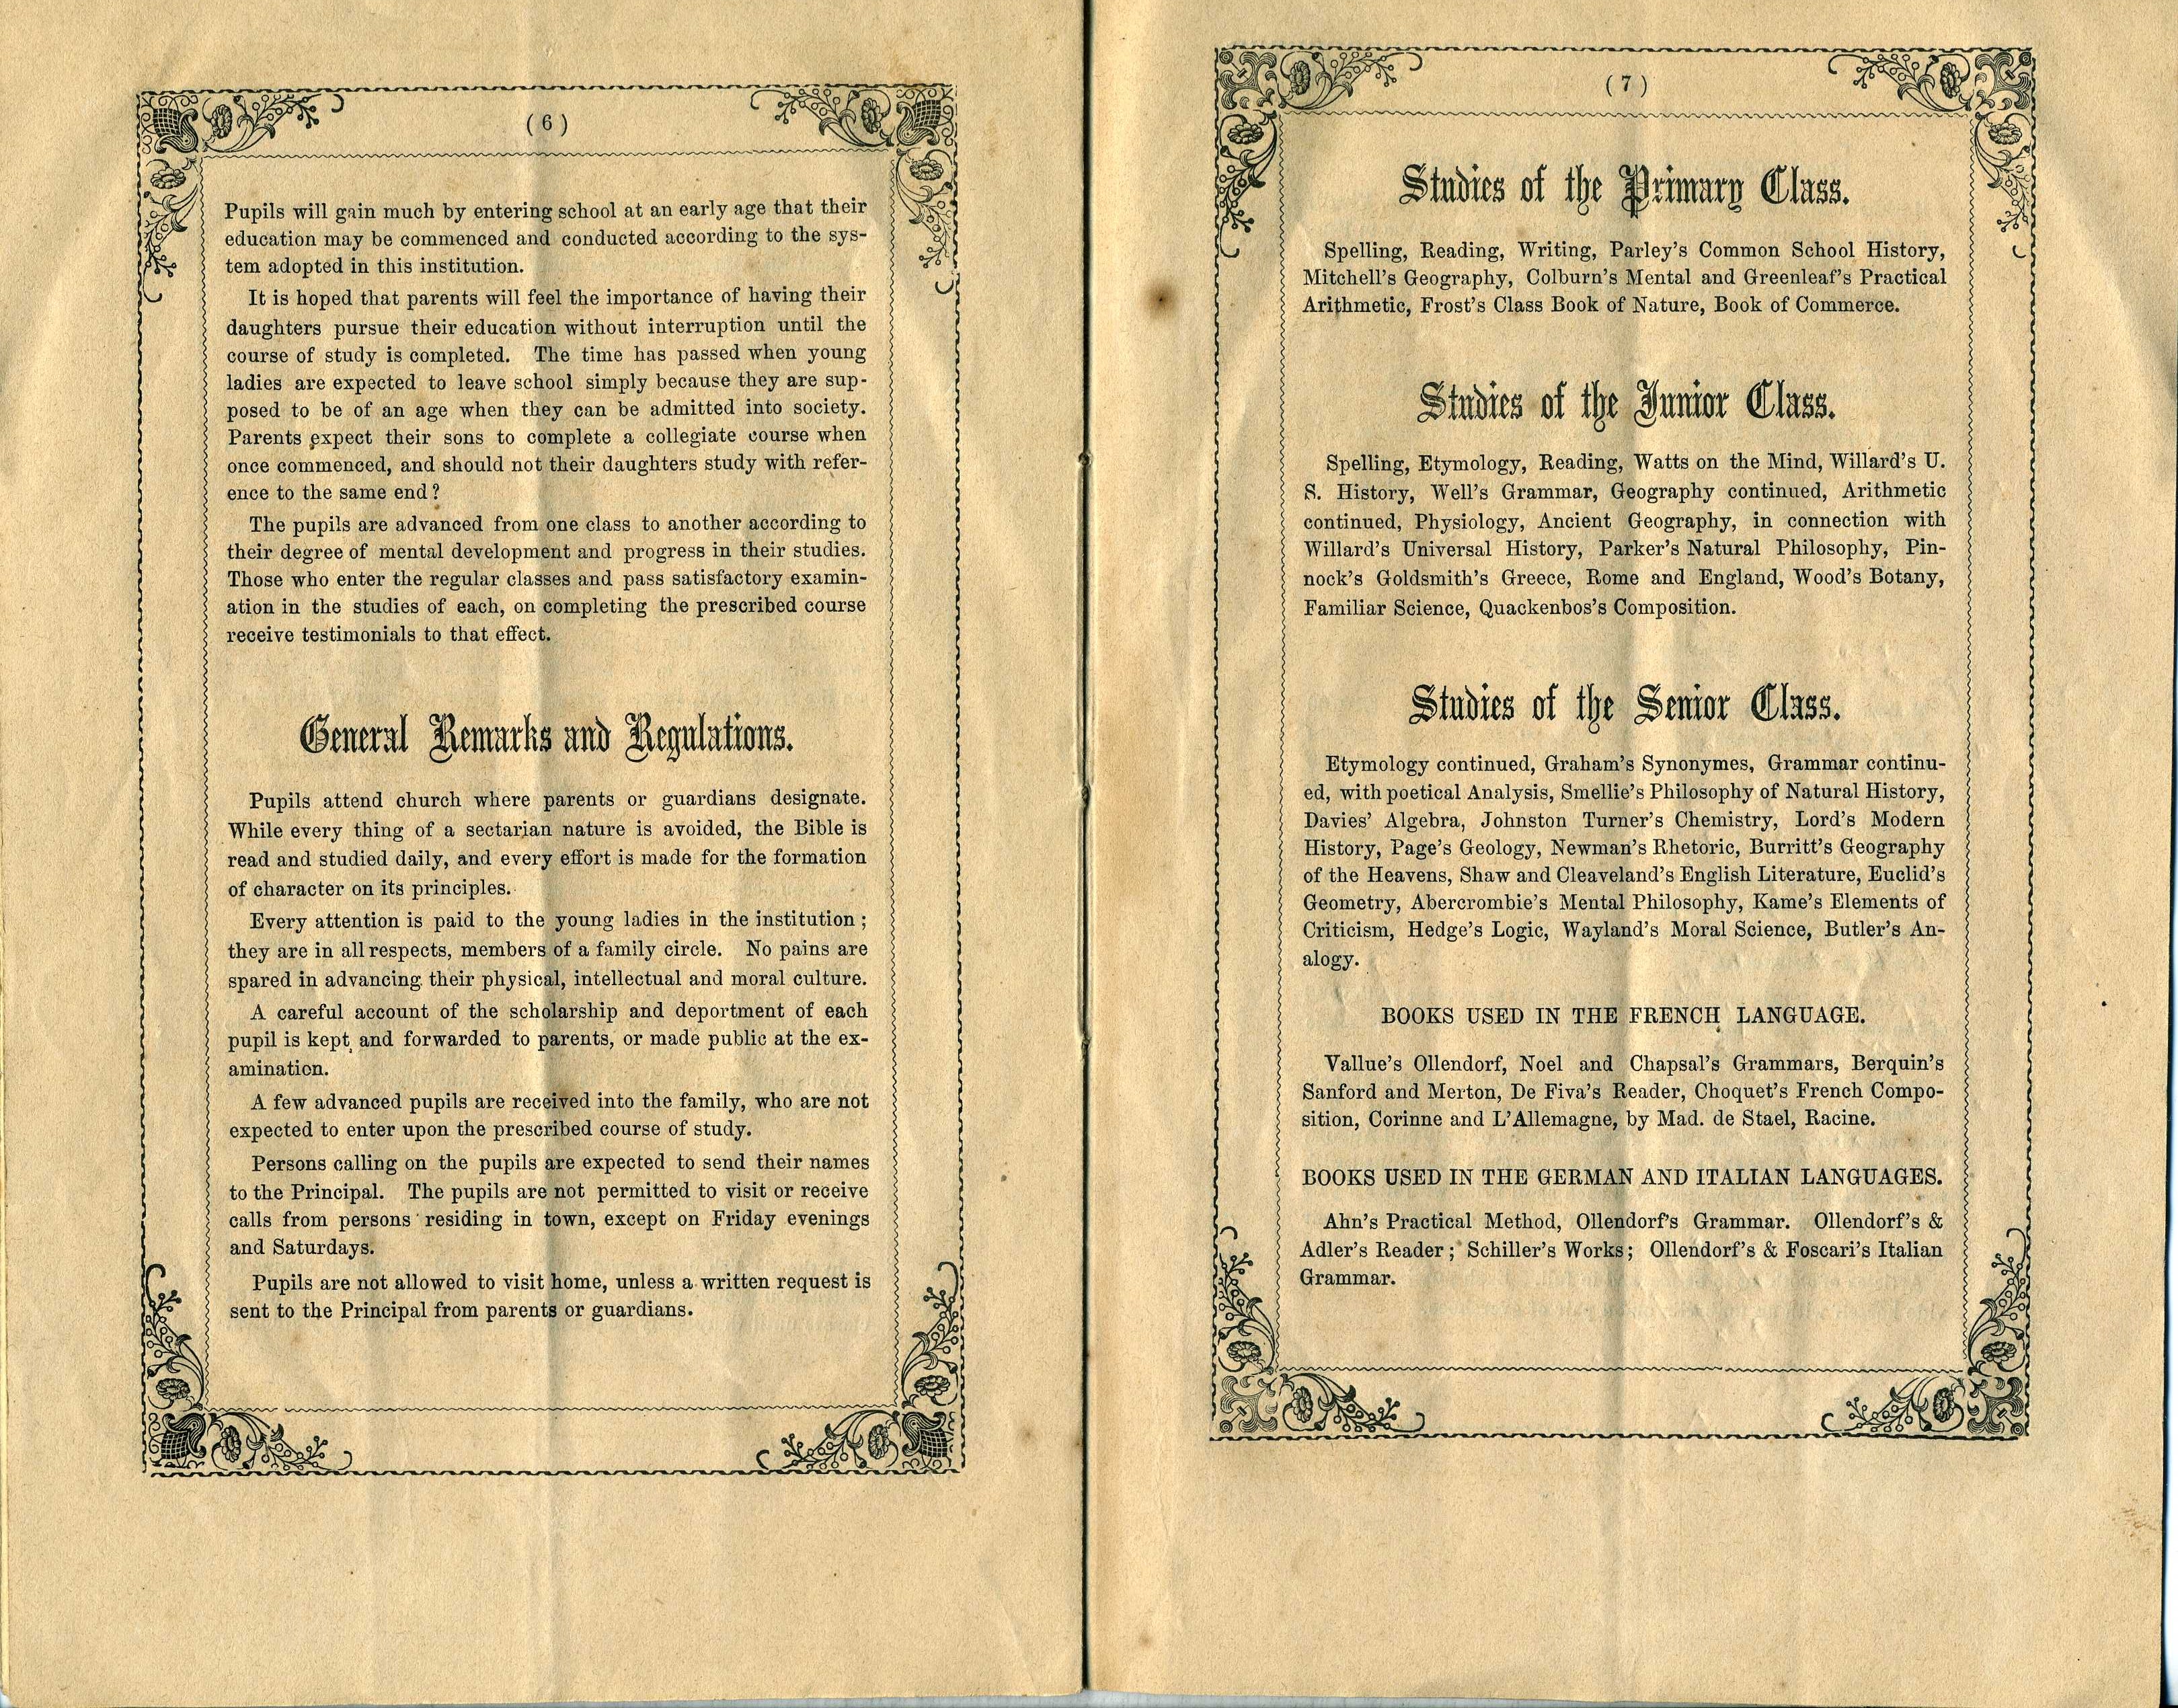 ( 6 )
Pupils will gain much by entering school at an early age that their
education may be commenced and conducted according to the sys-
tem adopted in this institution.
It is hoped that parents will feel the importance of having their
daughters pursue their education without interruption until the
course of study is completed. The time has passed when young
ladies are expected to leave school simply because they are sup-
posed to be of an age when they can be admitted into society.
Parents expect their sons to complete a collegiate course when
once commenced, and should not their daughters study with refer-
ence to the same end?
The pupils are advanced from one class to another according to
their degree of mental development and progress in their studies.
Those who enter the regular classes and pass satisfactory examin-
ation in the studies of each, on completing the prescribed course
receive testimonials to that effect.
General Remarks and Regulations.
Pupils attend church where parents or guardians designate.
While every thing of a sectarian nature is avoided, the Bible is
read and studied daily, and every effort is made for the formation
of character on its principles.
Every attention is paid to the young ladies in the institution;
they are in all respects, members of a family circle. No pains are
spared in advancing their physical, intellectual and moral culture.
A careful account of the scholarship and deportment of each
pupil is kept and forwarded to parents, or made public at the ex-
amination.
A few advanced pupils are received into the family, who are not
expected to enter upon the prescribed course of study.
Persons calling on the pupils are expected to send their names
to the Principal. The pupils are not permitted to visit or receive
calls from persons residing in town, except on Friday evenings
and Saturdays.
Pupils are not allowed to visit home, unless a written request is
sent to the Principal from parents or guardians.
( 7 )
Studies of the Primary Class.
Spelling, Reading, Writing, Parley's Common School History,
Mitchell's Geography, Colburn's Mental and Greenleaf's Practical
Arithmetic, Frost's Class Book of Nature, Book of Commerce.
Studies of the Junior Class.
Spelling, Etymology, Reading, Watts on the Mind, Willard's U.
S. History, Well's Grammar, Geography continued, Arithmetic
continued, Physiology, Ancient Geography, in connection with
Willard's Universal History, Parker's Natural Philosophy, Pin-
nock's Goldsmith's Greece, Rome and England, Wood's Botany,
Familiar Science, Quackenbos's Composition.
Studies of the Senior Class.
Etymology continued, Graham's Synonymes, Grammar continu-
ed, with poetical Analysis, Smellie's Philosophy of Natural History,
Davies' Algebra, Johnston Turner's Chemistry, Lord's Modern
History, Page's Geology, Newman's Rhetoric, Burritt's Geography
of the Heavens, Shaw and Cleaveland's English Literature, Euclid's
Geometry, Abercrombie's Mental Philosophy, Kame's Elements of
Criticism, Hedge's Logic, Wayland's Moral Science, Butler's An-
alogy.
BOOKS USED IN THE FRENCH LANGUAGE.
Vallue's Ollendorf, Noel and Chapsal's Grammars, Berquin's
Sanford and Merton, De Fiva's Reader, Choquet's French Compo-
sition, Corinne and L'Allemagne, by Mad. de Stael, Racine.
BOOKS USED IN THE GERMAN AND ITALIAN LANGUAGES.
Ahn's Practical Method, Ollendorf's Grammar. Ollendorf's &
Adler's Reader; Schiller's Works; Ollendorf's & Foscari's Italian
Grammar.